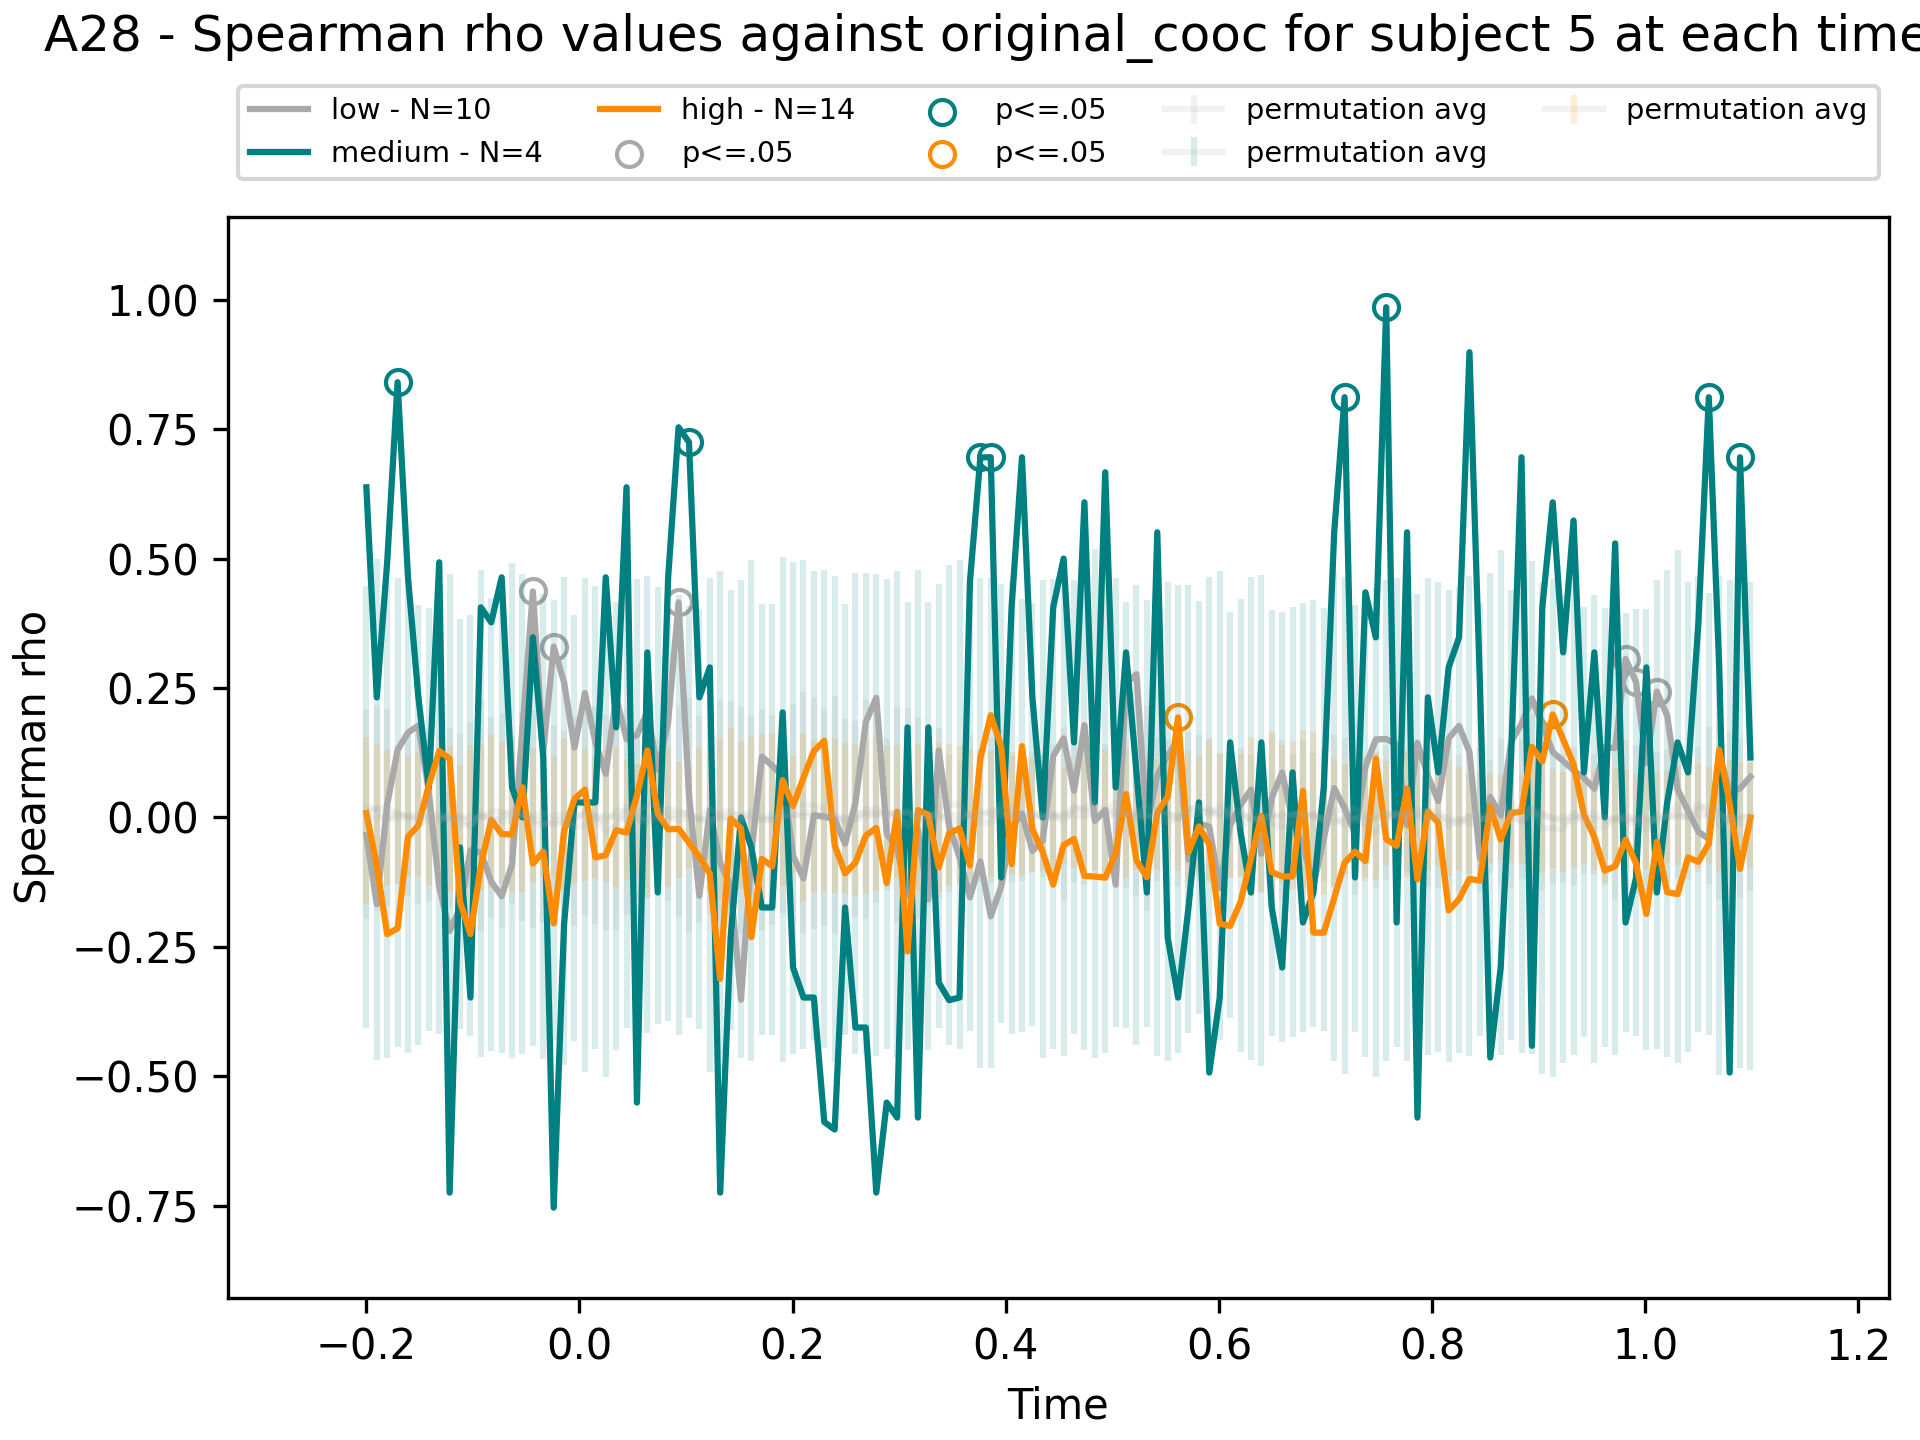 A28 - Spearman rho values against original_cooc for subject 5 at each time
low - N=10
medium - N=4
high - N=14
p<=.05
p<=.05
p<=.05
permutation avg
permutation avg
permutation avg
Spearman rho
1.00
0.75
0.50
0.25
0.00
−0.25
−0.50
−0.75
−0.2
0.0
0.2
0.4
0.6
0.8
1.0
1.2
Time